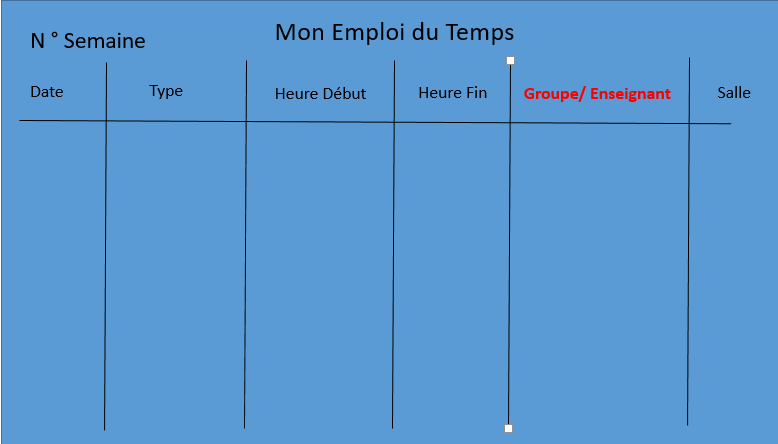 Mon Emploi du Temps
N ° Semaine
Date Type Heure Début Heure Fin Groupe/ Enseignant Salle